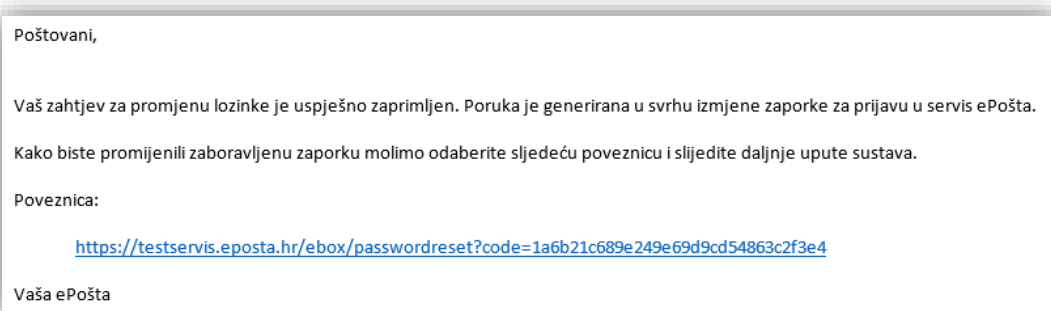 Poštovani,
Vaš zahtjev za promjenu lozinke je uspješno zaprimljen. Poruka je generirana u svrhu izmjene zaporke za prijavu u servis ePošta.
Kako biste promijenili zaboravljenu zaporku molimo odaberite sljedeću poveznicu i slijedite daljnje upute sustava.
Poveznica:
https://testservis.eposta.hr/ebox/passwordreset?code=1a6b21c689e249e69d9cd54863c2f3e4
Vaša ePošta